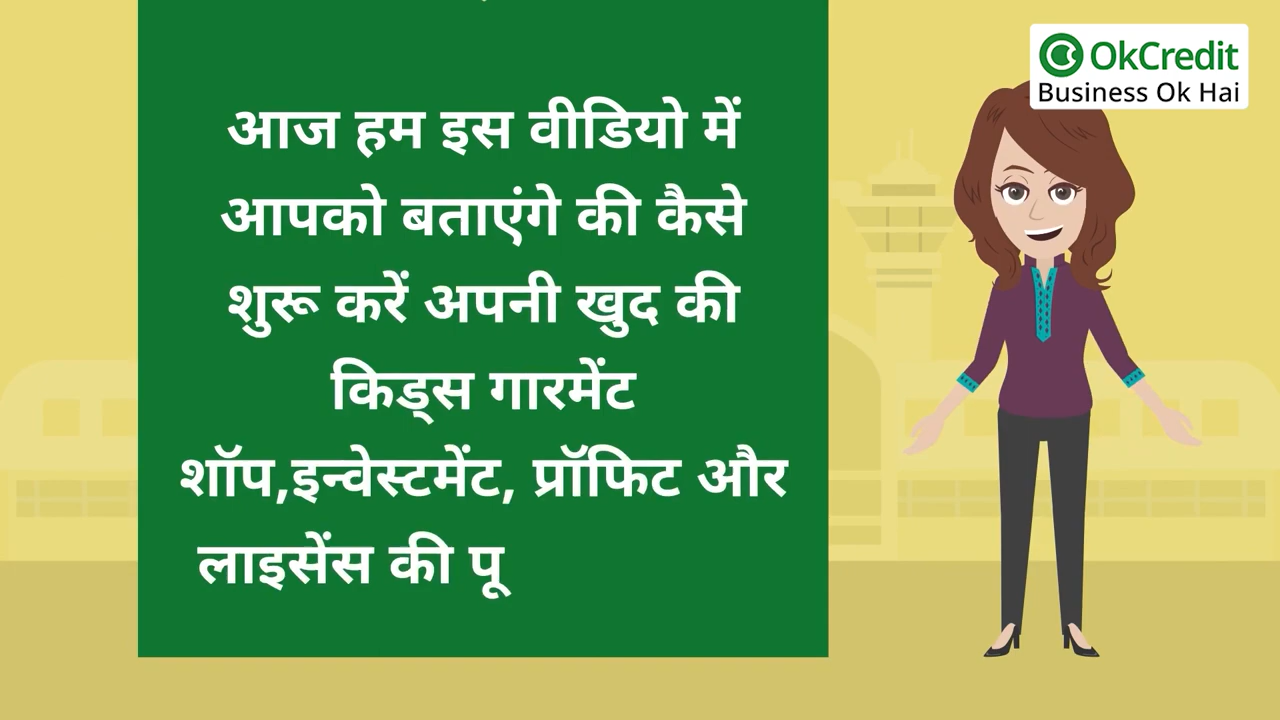 आज हम इस वीडियो में
आपको बताएंगे की कैसे
शुरू करें अपनी खुद की
किड्स गारमेंट
शॉप,इन्वेस्टमेंट, प्रॉफिट और
लाइसेंस की पू
OkCredit
Business Ok Hai